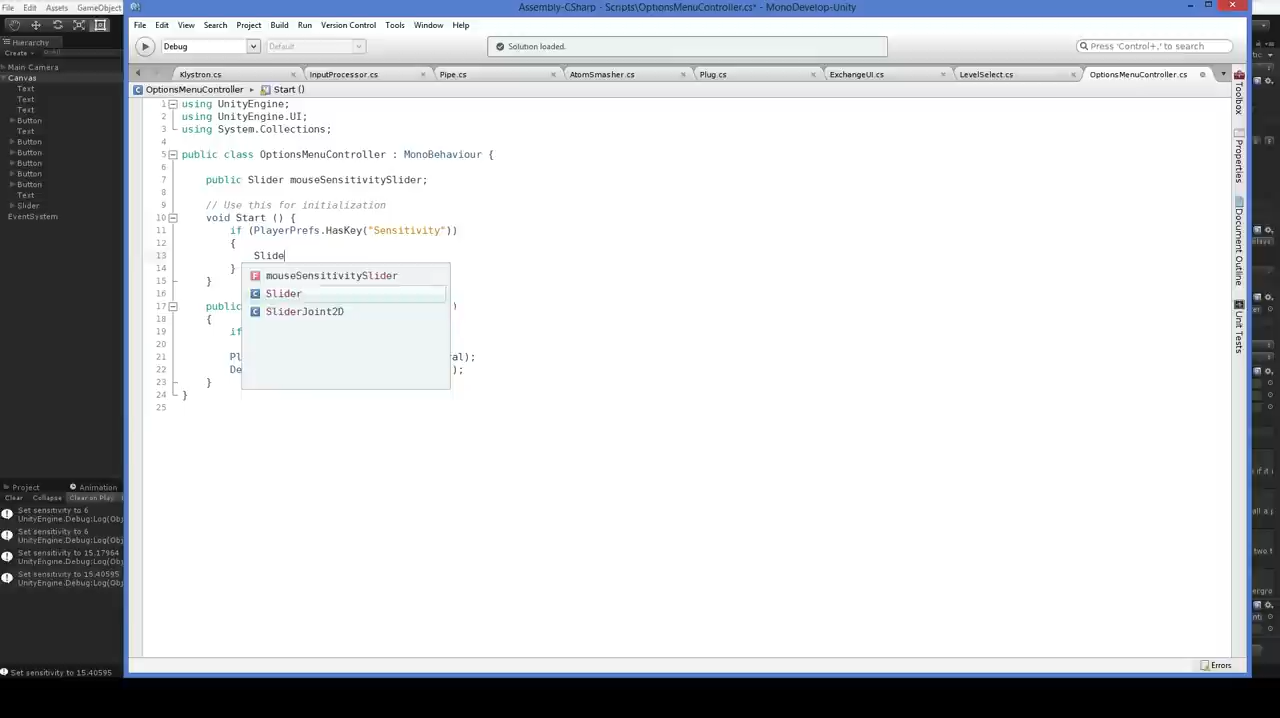 File Edit Assets GameObject
Assembly-CSharp - Scripts\OptionsMenuController.cs* - MonoDevelop-Unity
File Edit View Search Project Build Run Version Control Tools Window Help
Debug
Default
Solution loaded.
Press 'Control+,' to search
Hierarchy
Create
Main Camera
Canvas
Text
Text
Text
Button
Text
Button
Button
Button
Button
Button
Text
Slider
EventSystem
Klystron.cs
InputProcessor.cs
Pipe.cs
AtomSmasher.cs
Plug.cs
ExchangeUI.cs
LevelSelect.cs
OptionsMenuController.cs
OptionsMenuController
Start ()
1 using UnityEngine;
2 using UnityEngine.UI;
3 using System.Collections;
4
5 public class OptionsMenuController : MonoBehaviour {
6
7 public Slider mouseSensitivitySlider;
8
9 // Use this for initialization
10 void Start () {
11 if (PlayerPrefs.HasKey("Sensitivity"))
12 {
13 Slide
14 }
15 }
16
17 public )
18 {
19 if
20
21 Pl al);
22 De );
23 }
24 }
25
mouseSensitivitySlider
Slider
SliderJoint2D
Toolbox
Properties
Document Outline
Unit Tests
Project Animation
Clear Collapse Clear on Play
Set sensitivity to 6
UnityEngine.Debug:Log(Obj
Set sensitivity to 6
UnityEngine.Debug:Log(Obj
Set sensitivity to 15.17964
UnityEngine.Debug:Log(Obj
Set sensitivity to 15.40595
UnityEngine.Debug:Log(Obj
Set sensitivity to 15.40595
Errors